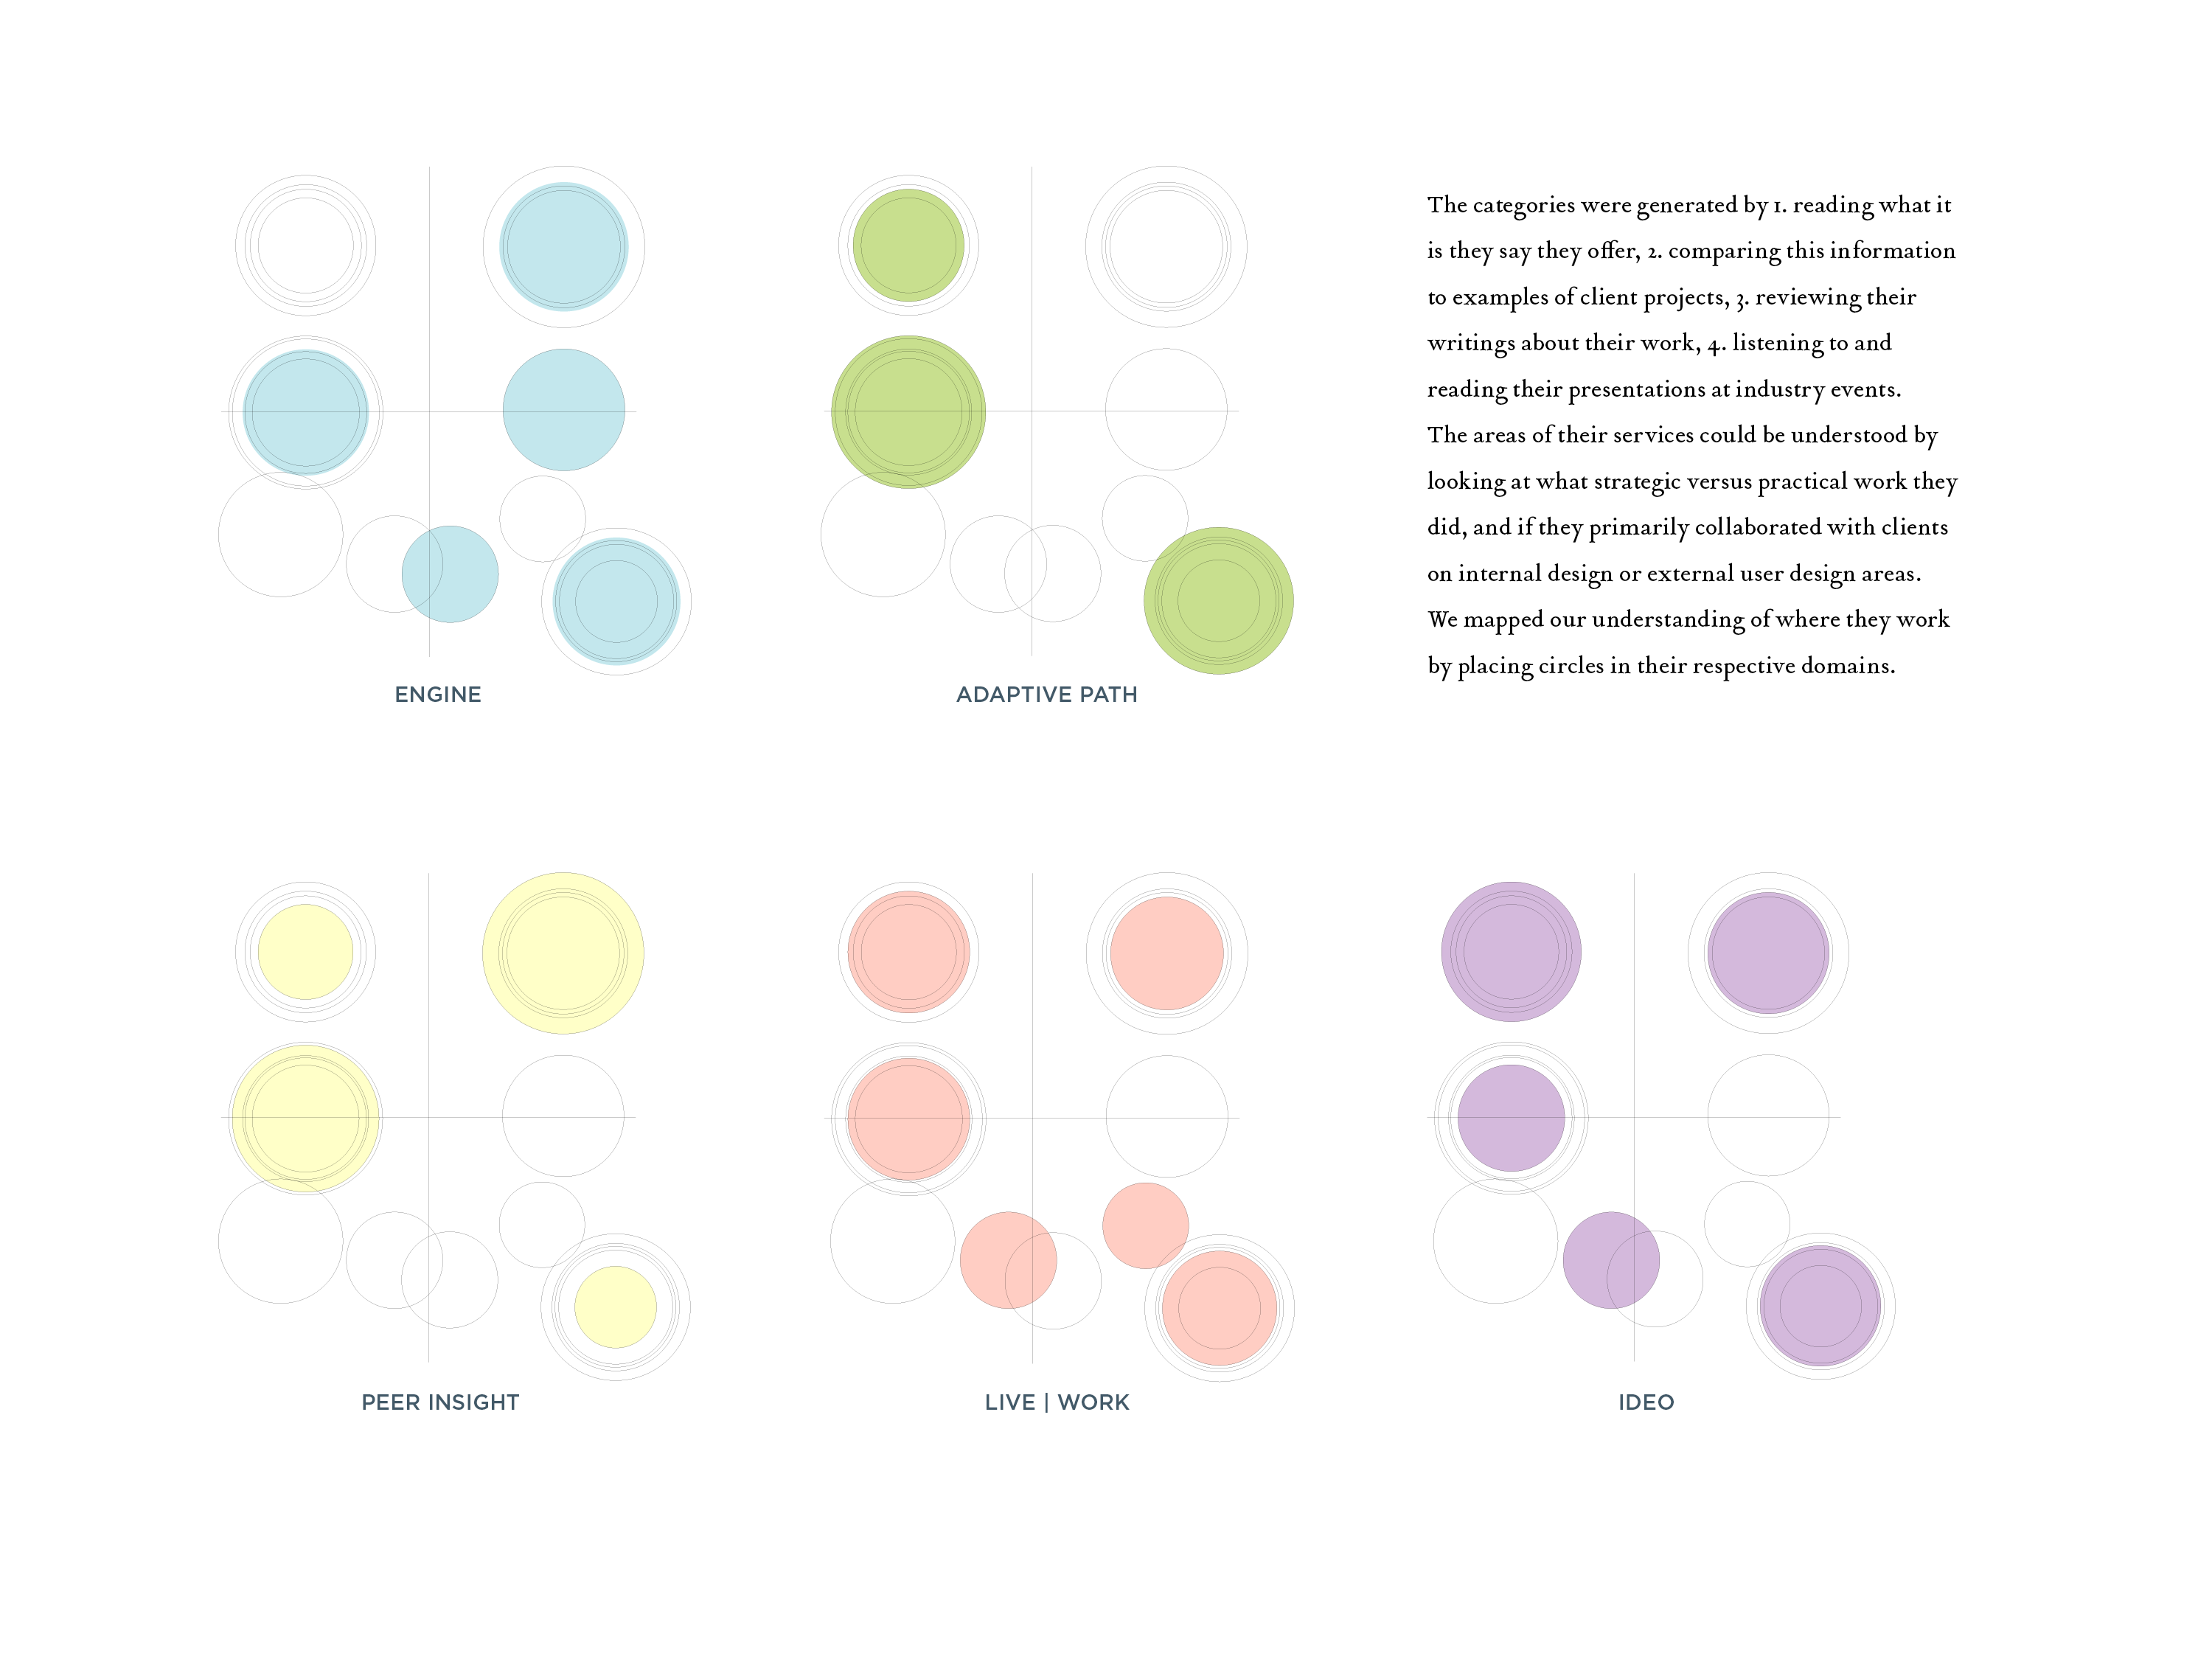 The categories were generated by 1. reading what it
is they say they offer, 2. comparing this information
to examples of client projects, 3. reviewing their
writings about their work, 4. listening to and
reading their presentations at industry events.
The areas of their services could be understood by
looking at what strategic versus practical work they
did, and if they primarily collaborated with clients
on internal design or external user design areas.
We mapped our understanding of where they work
by placing circles in their respective domains.
ENGINE
ADAPTIVE PATH
PEER INSIGHT
LIVE | WORK
IDEO